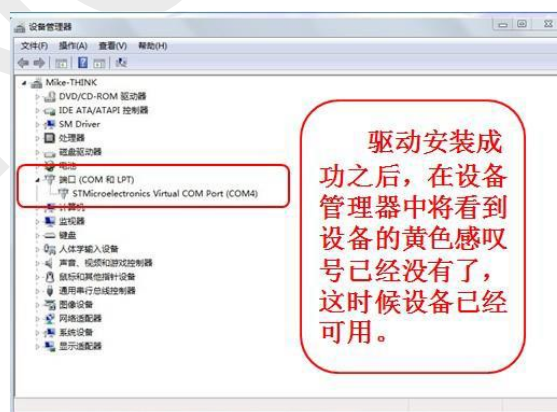 设备管理器
文件(F) 操作(A) 查看(V) 帮助(H)
Mike-THINK
DVD/CD-ROM 驱动器
IDE ATA/ATAPI 控制器
SM Driver
处理器
磁盘驱动器
电池
端口 (COM 和 LPT)
STMicroelectronics Virtual COM Port (COM4)
计算机
监视器
键盘
人体学输入设备
声音、视频和游戏控制器
鼠标和其他指针设备
通用串行总线控制器
图像设备
网络适配器
系统设备
显示适配器
驱动安装成
功之后，在设备
管理器中将看到
设备的黄色感叹
号已经没有了，
这时候设备已经
可用。